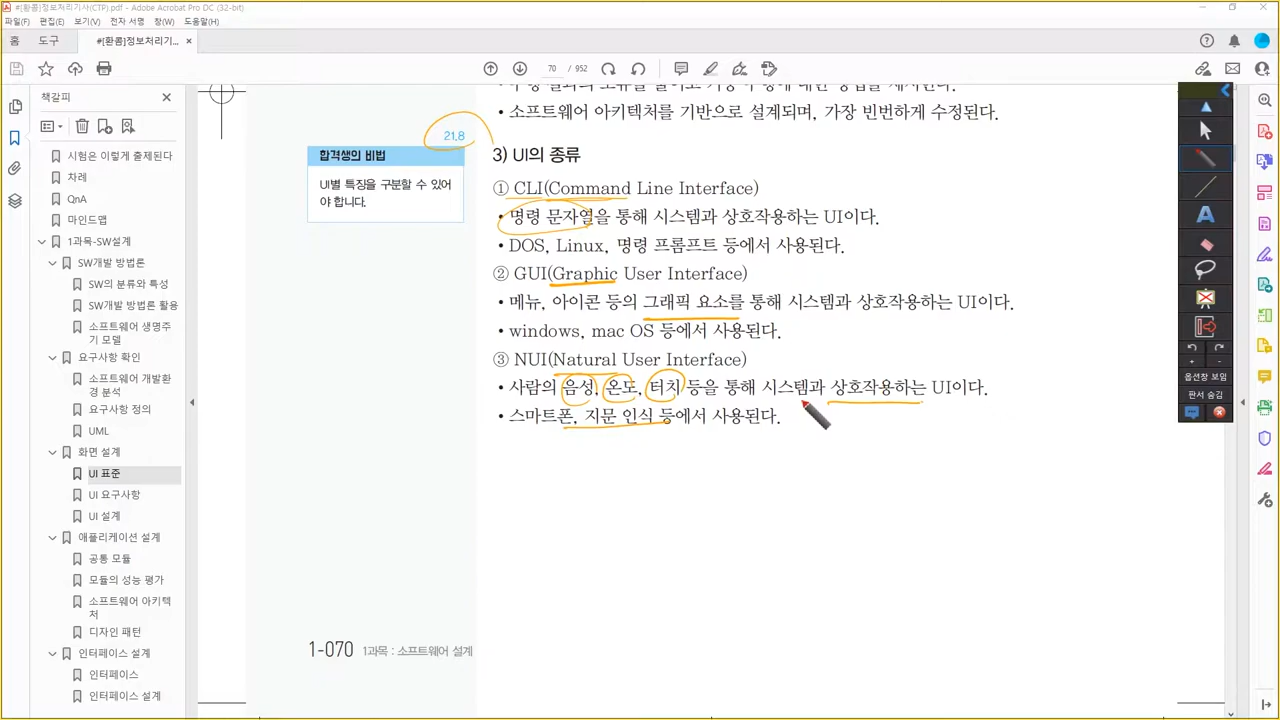 #[환콤]정보처리기사(CTP).pdf - Adobe Acrobat Pro DC (32-bit)
파일(F) 편집(E) 보기(V) 전자 서명 창(W) 도움말(H)
홈 도구 #[환콤]정보처리기... ×
70 / 952
책갈피
시험은 이렇게 출제된다
차례
QnA
마인드맵
1과목-SW설계
SW개발 방법론
SW의 분류와 특성
SW개발 방법론 활용
소프트웨어 생명주
기 모델
요구사항 확인
소프트웨어 개발환
경 분석
요구사항 정의
UML
화면 설계
UI 표준
UI 요구사항
UI 설계
애플리케이션 설계
공통 모듈
모듈의 성능 평가
소프트웨어 아키텍
처
디자인 패턴
인터페이스 설계
인터페이스
인터페이스 설계
21.8
합격생의 비법
UI별 특징을 구분할 수 있어
야 합니다.
• 소프트웨어 아키텍처를 기반으로 설계되며, 가장 빈번하게 수정된다.
3) UI의 종류
① CLI(Command Line Interface)
• 명령 문자열을 통해 시스템과 상호작용하는 UI이다.
• DOS, Linux, 명령 프롬프트 등에서 사용된다.
② GUI(Graphic User Interface)
• 메뉴, 아이콘 등의 그래픽 요소를 통해 시스템과 상호작용하는 UI이다.
• windows, mac OS 등에서 사용된다.
③ NUI(Natural User Interface)
• 사람의 음성, 온도, 터치 등을 통해 시스템과 상호작용하는 UI이다.
• 스마트폰, 지문 인식 등에서 사용된다.
1-070 1과목 : 소프트웨어 설계
A
옵션창 보임
판서 숨김